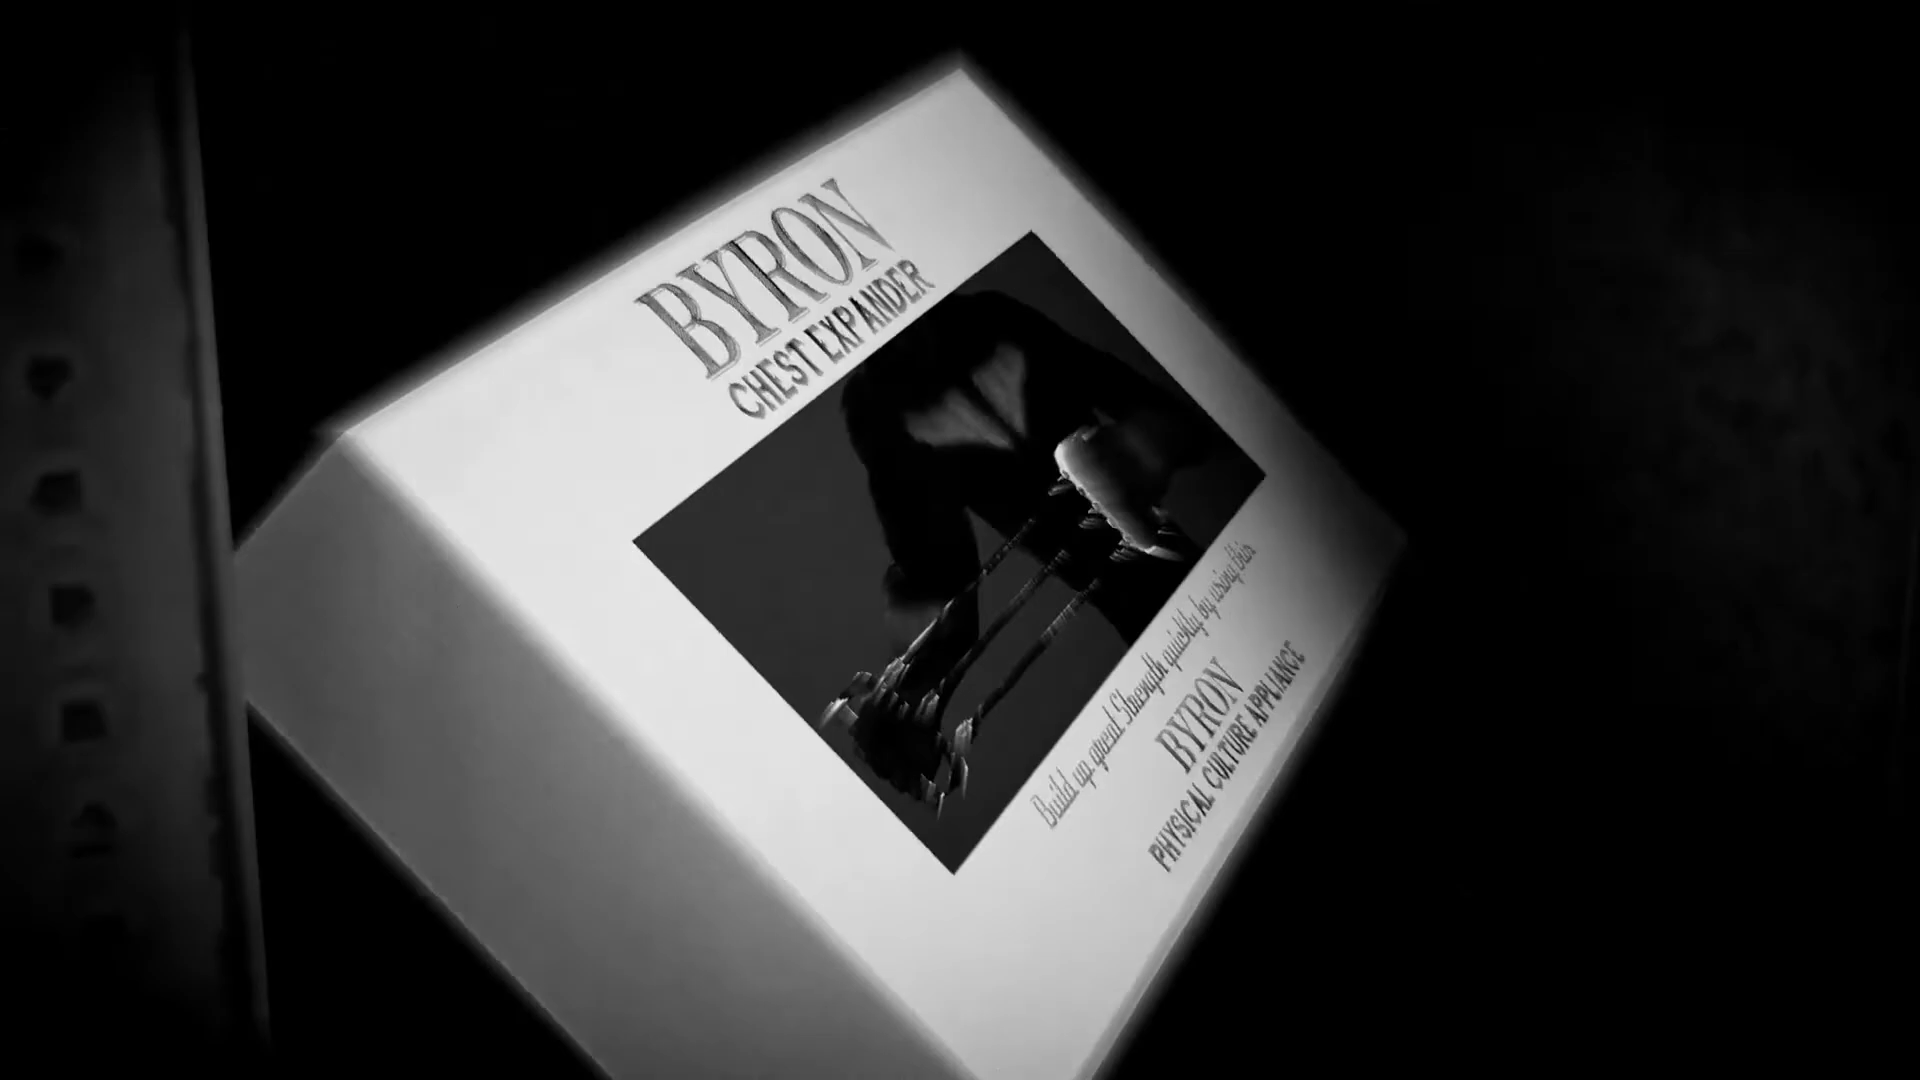 BYRON
CHEST EXPANDER
Build up great Strength quickly by using this
BYRON
PHYSICAL CULTURE APPLIANCE